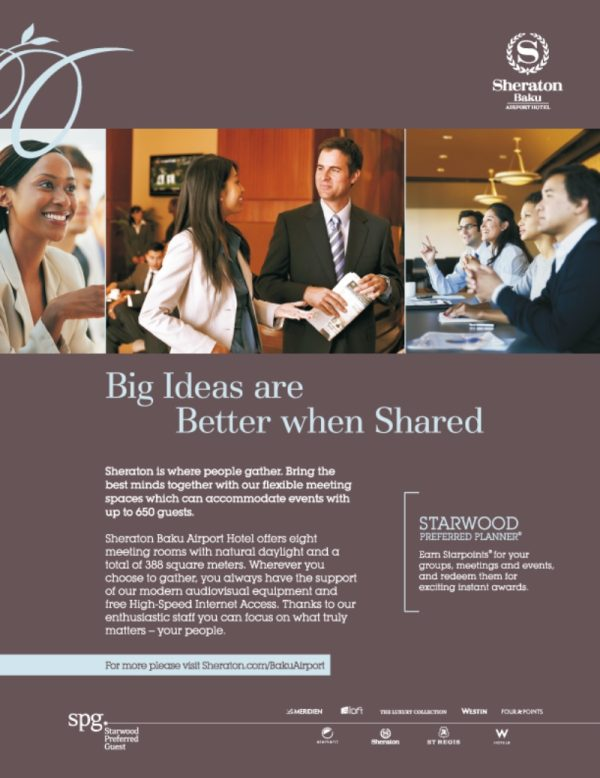 S
Sheraton
Baku
AIRPORT HOTEL
Big Ideas are
Better when Shared
Sheraton is where people gather. Bring the
best minds together with our flexible meeting
spaces which can accommodate events with
up to 650 guests.
Sheraton Baku Airport Hotel offers eight
meeting rooms with natural daylight and a
total of 388 square meters. Wherever you
choose to gather, you always have the support
of our modern audiovisual equipment and
free High-Speed Internet Access. Thanks to our
enthusiastic staff you can focus on what truly
matters – your people.
STARWOOD
PREFERRED PLANNER®
Earn Starpoints® for your
groups, meetings and events,
and redeem them for
exciting instant awards.
For more please visit Sheraton.com/BakuAirport
spg.
Starwood
Preferred
Guest
LE MERIDIEN aloft THE LUXURY COLLECTION WESTIN FOUR POINTS
element Sheraton ST REGIS W HOTELS